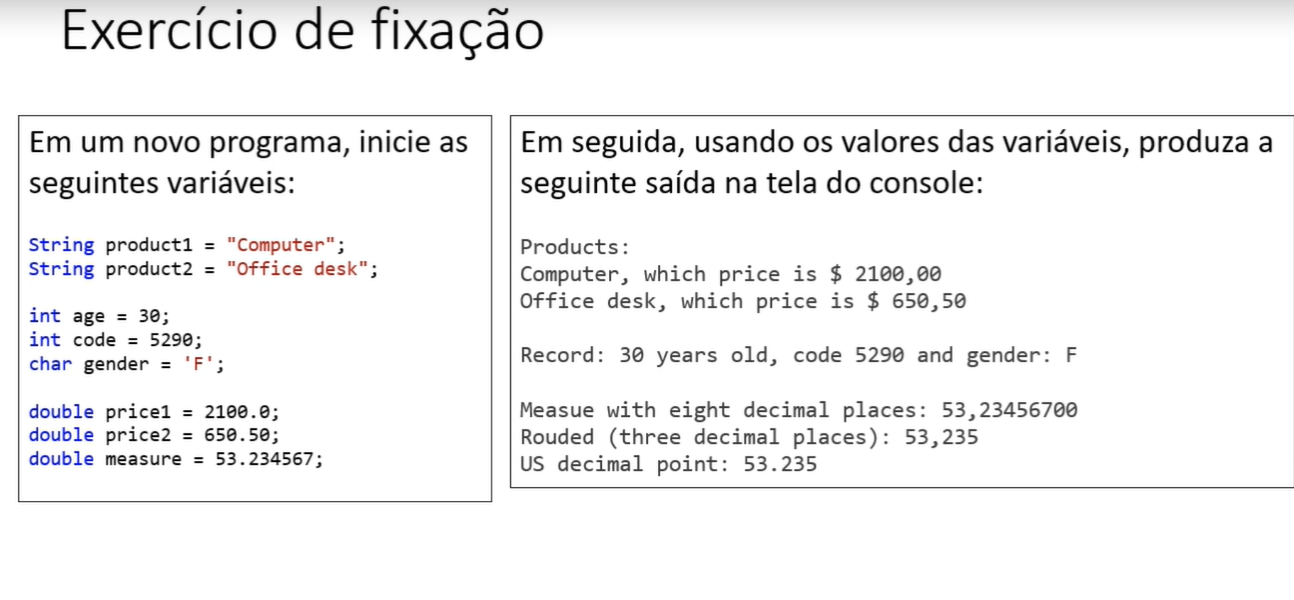 Exercício de fixação
Em um novo programa, inicie as
seguintes variáveis:
String product1 = "Computer";
String product2 = "Office desk";
int age = 30;
int code = 5290;
char gender = 'F';
double price1 = 2100.0;
double price2 = 650.50;
double measure = 53.234567;
Em seguida, usando os valores das variáveis, produza a
seguinte saída na tela do console:
Products:
Computer, which price is $ 2100,00
Office desk, which price is $ 650,50
Record: 30 years old, code 5290 and gender: F
Measue with eight decimal places: 53,23456700
Rouded (three decimal places): 53,235
US decimal point: 53.235